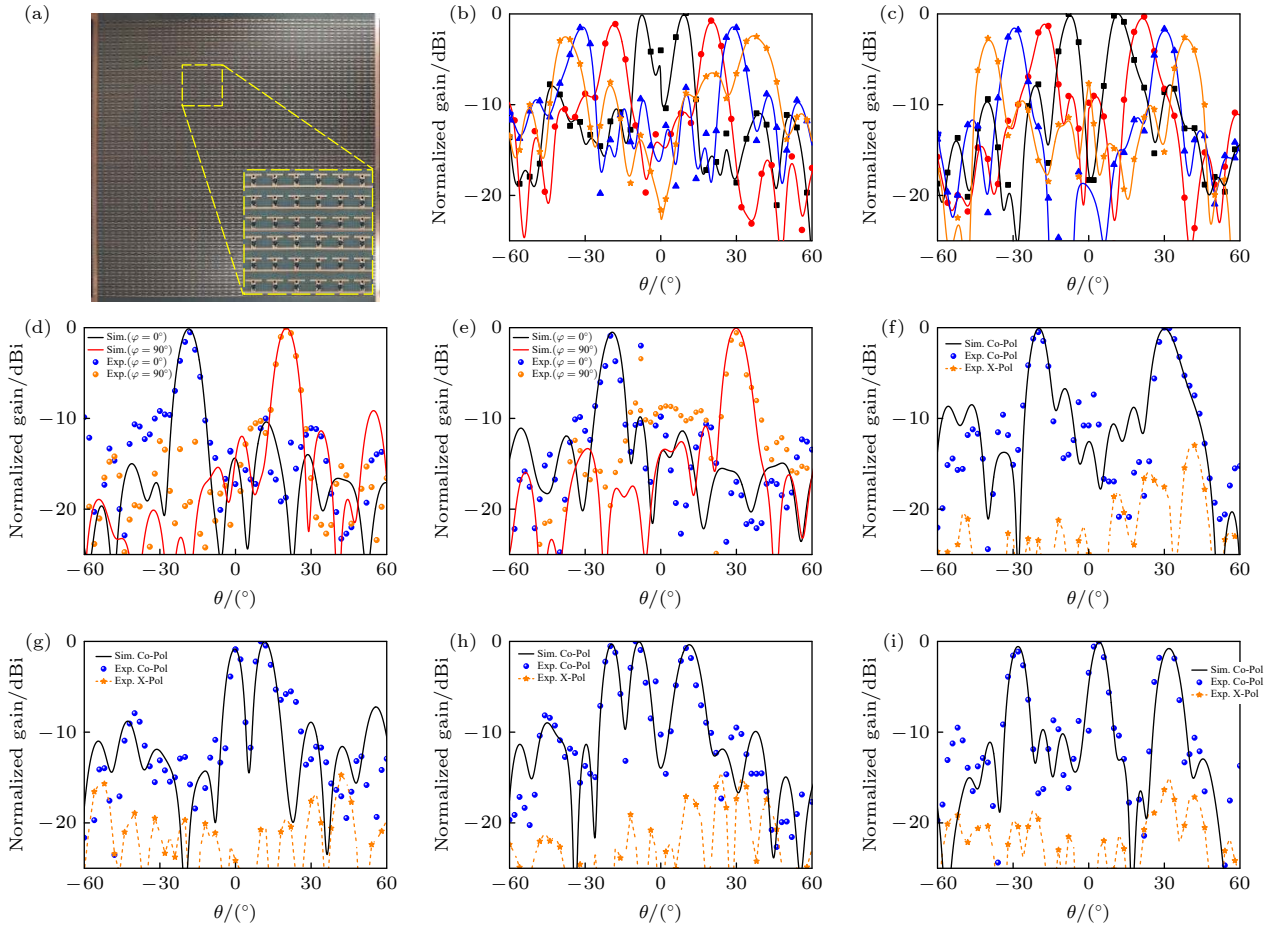 (a)
(b)
Normalized gain/dBi
0
−10
−20
−60
−30
0
30
60
θ/(°)
(c)
Normalized gain/dBi
0
−10
−20
−60
−30
0
30
60
θ/(°)
(d)
Normalized gain/dBi
0
−10
−20
Sim.(φ = 0°)
Sim.(φ = 90°)
Exp.(φ = 0°)
Exp.(φ = 90°)
−60
−30
0
30
60
θ/(°)
(e)
Normalized gain/dBi
0
−10
−20
Sim.(φ = 0°)
Sim.(φ = 90°)
Exp.(φ = 0°)
Exp.(φ = 90°)
−60
−30
0
30
60
θ/(°)
(f)
Normalized gain/dBi
0
−10
−20
Sim. Co-Pol
Exp. Co-Pol
Exp. X-Pol
−60
−30
0
30
60
θ/(°)
(g)
Normalized gain/dBi
0
−10
−20
Sim. Co-Pol
Exp. Co-Pol
Exp. X-Pol
−60
−30
0
30
60
θ/(°)
(h)
Normalized gain/dBi
0
−10
−20
Sim. Co-Pol
Exp. Co-Pol
Exp. X-Pol
−60
−30
0
30
60
θ/(°)
(i)
Normalized gain/dBi
0
−10
−20
Sim. Co-Pol
Exp. Co-Pol
Exp. X-Pol
−60
−30
0
30
60
θ/(°)